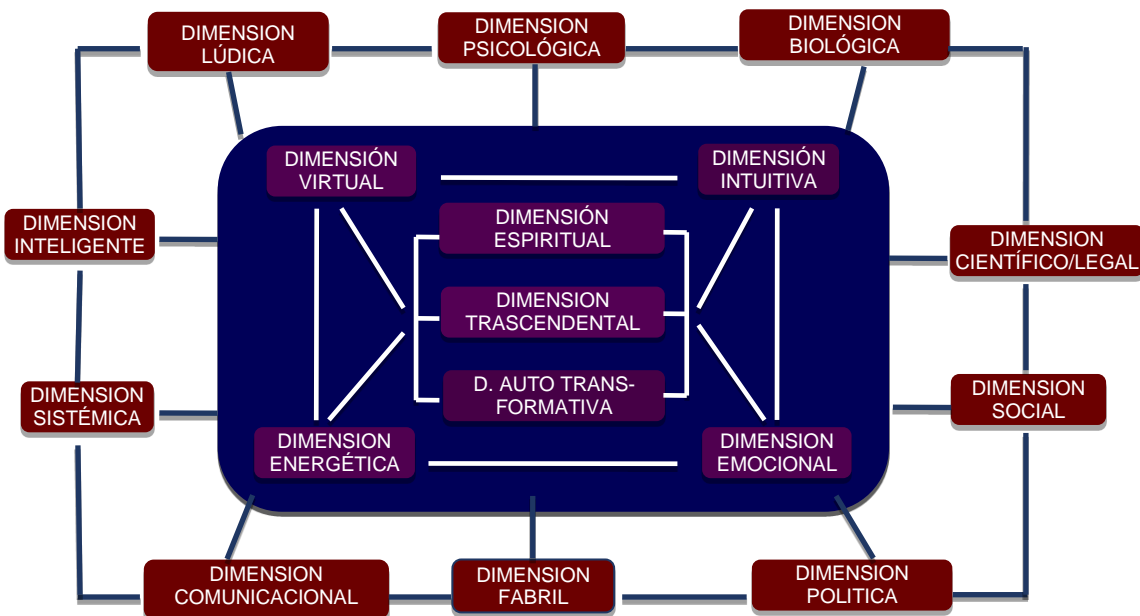 DIMENSION
LÚDICA
DIMENSION
PSICOLÓGICA
DIMENSION
BIOLÓGICA
DIMENSIÓN
VIRTUAL
DIMENSIÓN
INTUITIVA
DIMENSION
INTELIGENTE
DIMENSIÓN
ESPIRITUAL
DIMENSION
CIENTÍFICO/LEGAL
DIMENSION
TRASCENDENTAL
DIMENSION
SISTÉMICA
D. AUTO TRANS-
FORMATIVA
DIMENSION
SOCIAL
DIMENSION
ENERGÉTICA
DIMENSION
EMOCIONAL
DIMENSION
COMUNICACIONAL
DIMENSION
FABRIL
DIMENSION
POLITICA